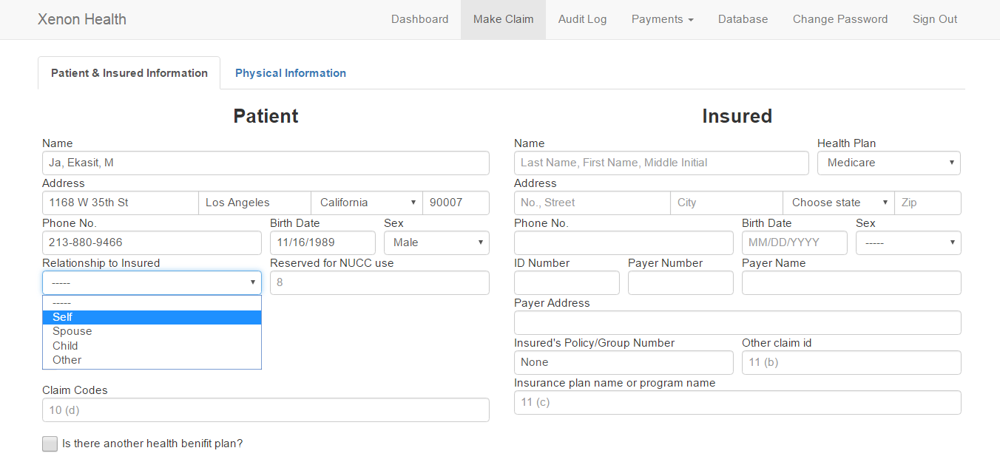 Xenon Health Dashboard Make Claim Audit Log Payments Database Change Password Sign Out
Patient & Insured Information Physical Information
Patient
Name
Ja, Ekasit, M
Address
1168 W 35th St Los Angeles California 90007
Phone No. Birth Date Sex
213-880-9466 11/16/1989 Male
Relationship to Insured Reserved for NUCC use
----- 8
-----
Self
Spouse
Child
Other
Claim Codes
10 (d)
Is there another health benifit plan?
Insured
Name Health Plan
Last Name, First Name, Middle Initial Medicare
Address
No., Street City Choose state Zip
Phone No. Birth Date Sex
MM/DD/YYYY -----
ID Number Payer Number Payer Name
Payer Address
Insured's Policy/Group Number Other claim id
None 11 (b)
Insurance plan name or program name
11 (c)